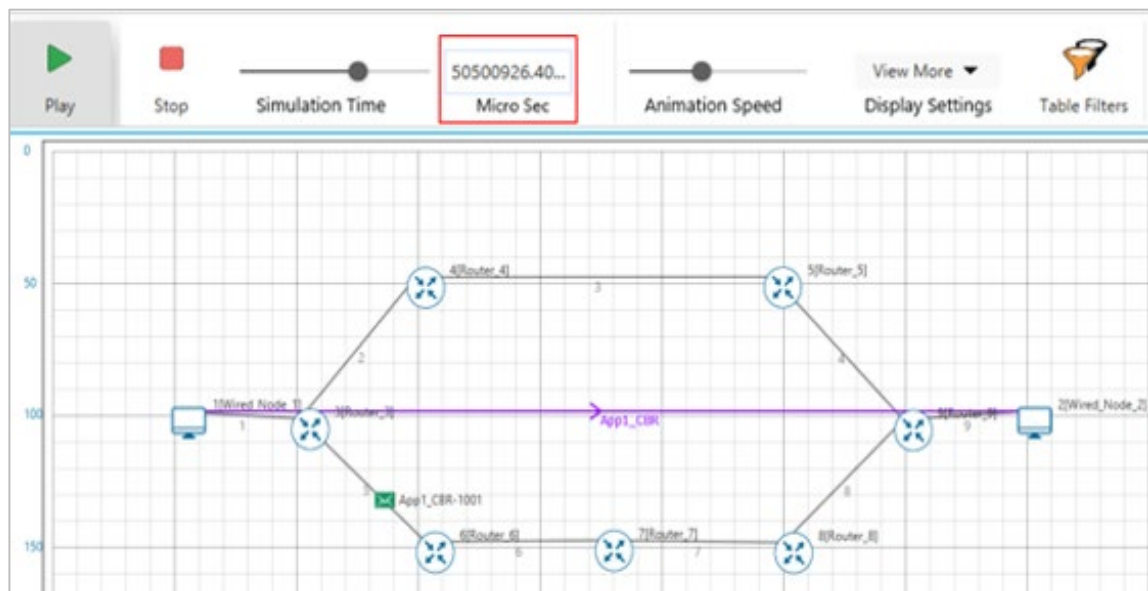 50500926.40...
View More
Play
Stop
Simulation Time
Micro Sec
Animation Speed
Display Settings
Table Filters
0
4[Router_4]
5[Router_5]
50
3
2
4
1[Wired_Node_1]
3[Router_3]
9[Router_9]
2[Wired_Node_2]
100
1
App1_CBR
9
8
App1_CBR-1001
6[Router_6]
7[Router_7]
8[Router_8]
150
6
7